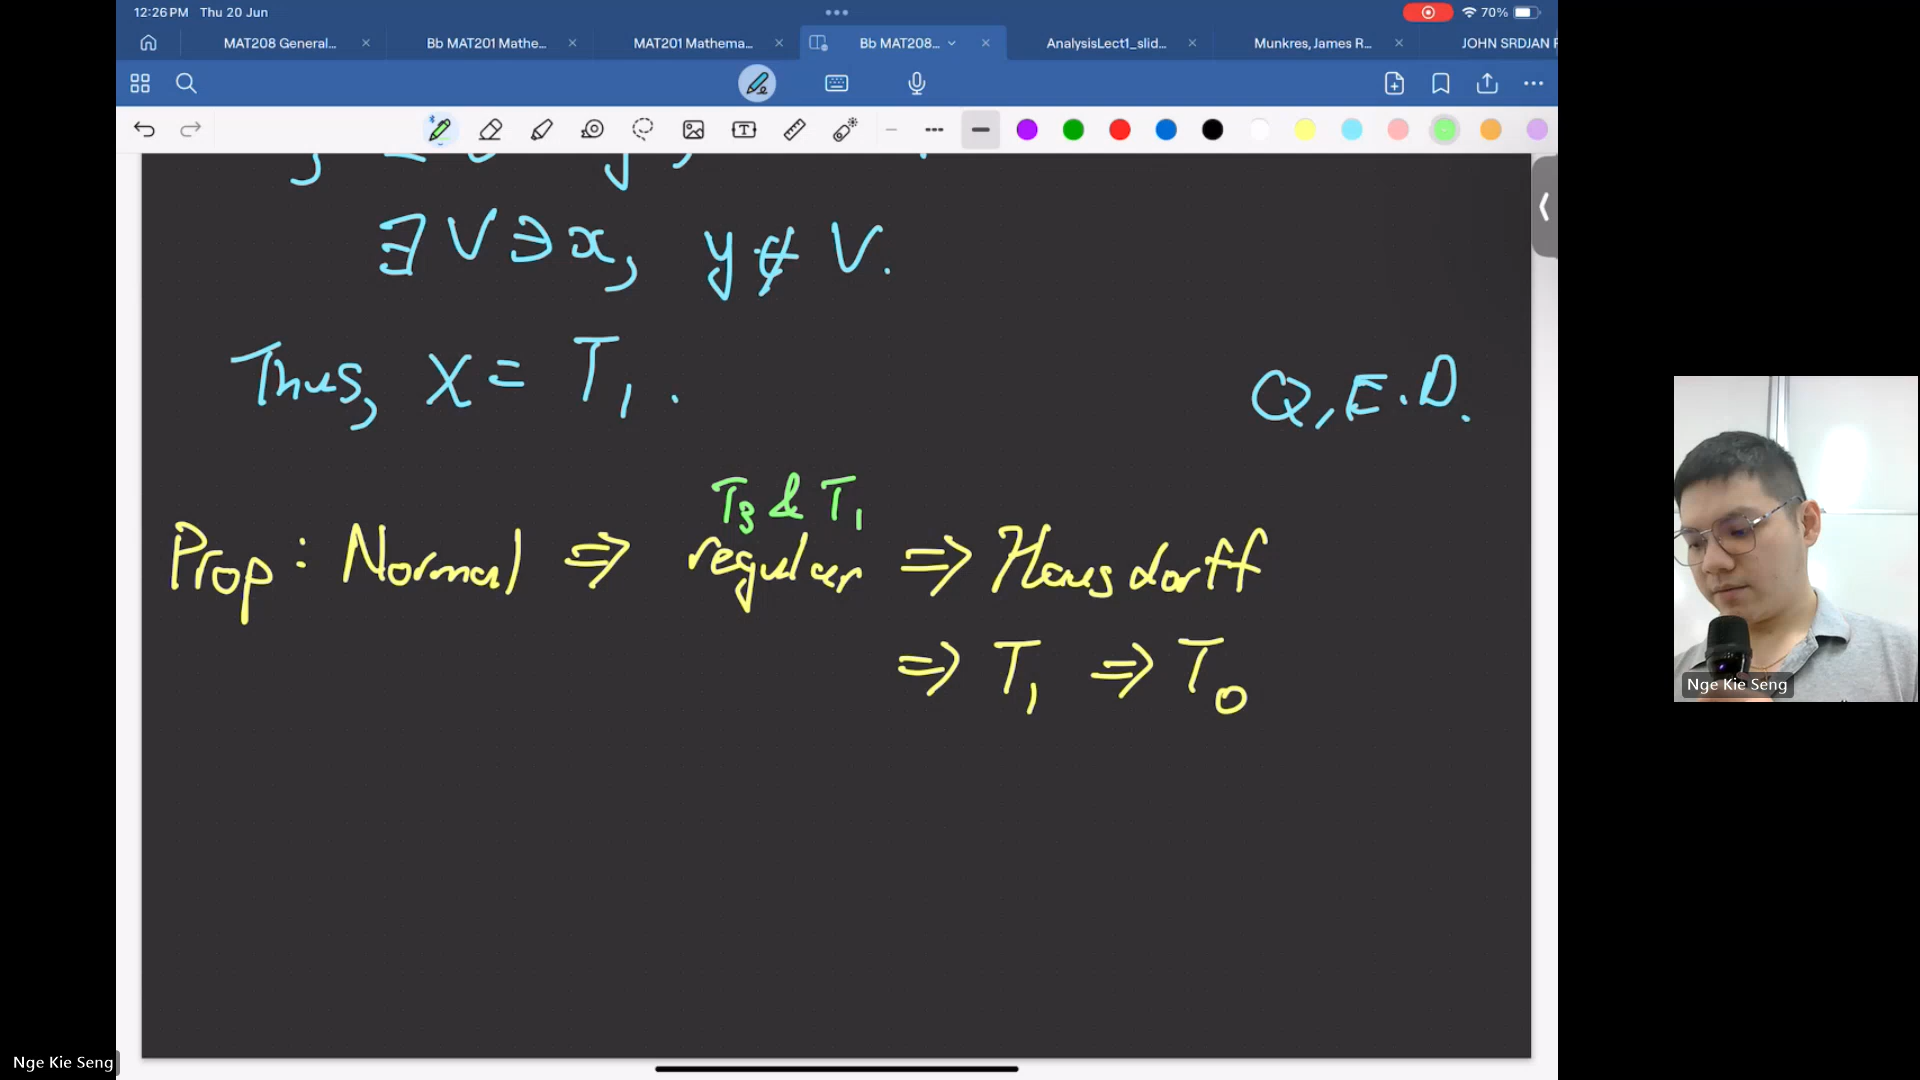 12:26 PM Thu 20 Jun
70%
MAT208 General...
Bb MAT201 Mathe...
MAT201 Mathema...
Bb MAT208...
AnalysisLect1_slid...
Munkres, James R...
JOHN SRDJAN
∃ V ∋ x, y ∉ V.
Thus, X = T₁.
Q, E. D.
T₃ & T₁
Prop: Normal ⇒ regular ⇒ Hausdorff
⇒ T₁ ⇒ T₀
Nge Kie Seng
Nge Kie Seng